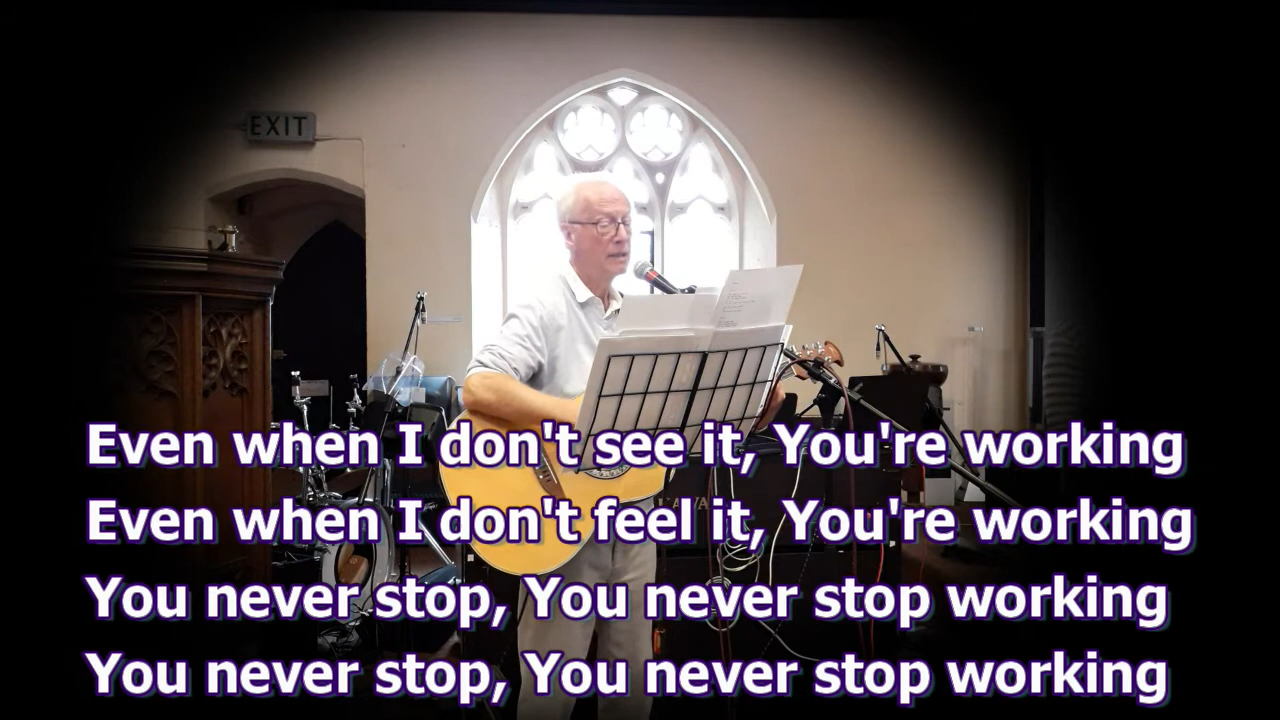 EXIT
Even when I don't see it, You're working
Even when I don't feel it, You're working
You never stop, You never stop working
You never stop, You never stop working